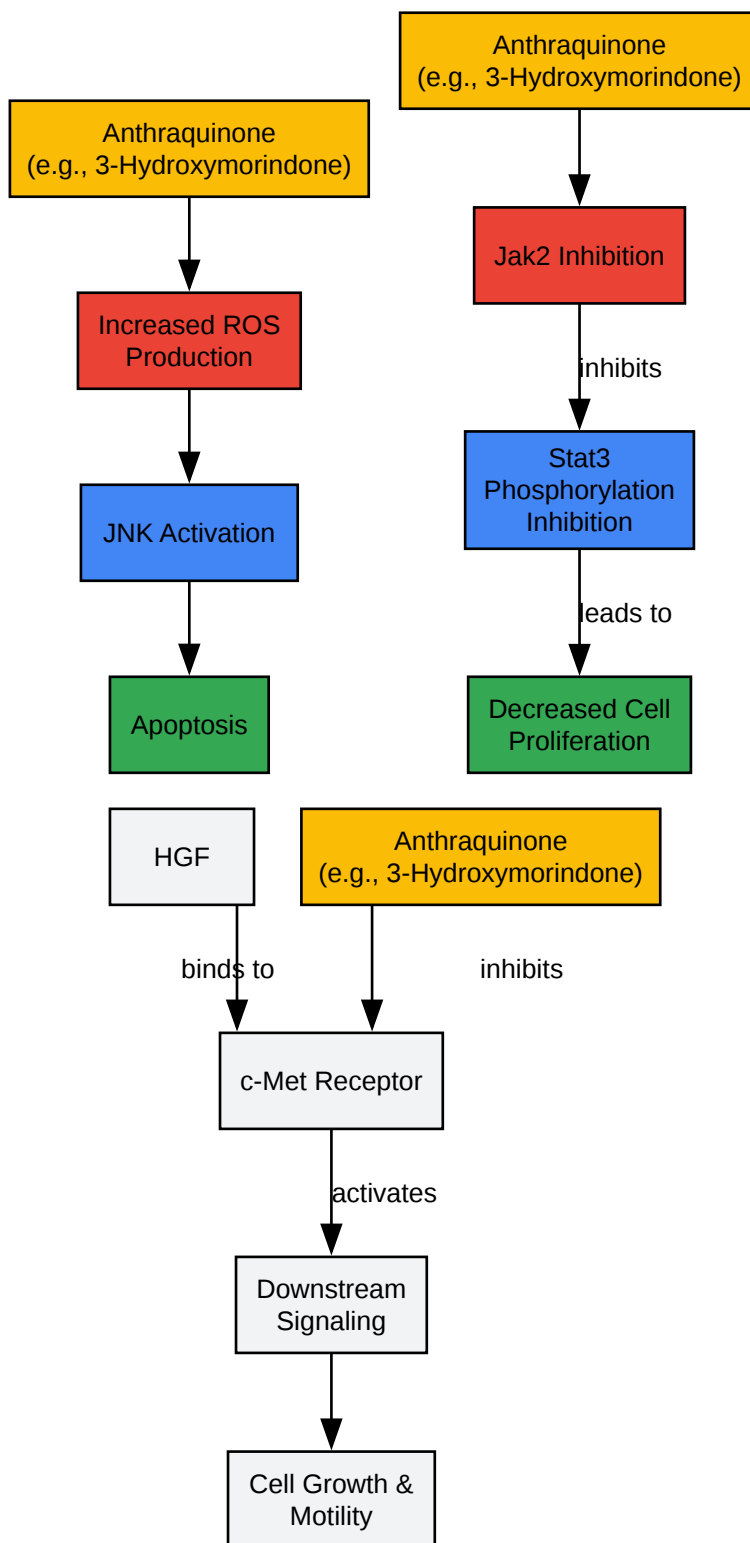 Anthraquinone
(e.g., 3-Hydroxymorindone)
Increased ROS
Production
JNK Activation
Apoptosis
Anthraquinone
(e.g., 3-Hydroxymorindone)
Jak2 Inhibition
inhibits
Stat3
Phosphorylation
Inhibition
leads to
Decreased Cell
Proliferation
HGF
Anthraquinone
(e.g., 3-Hydroxymorindone)
binds to
inhibits
c-Met Receptor
activates
Downstream
Signaling
Cell Growth &
Motility